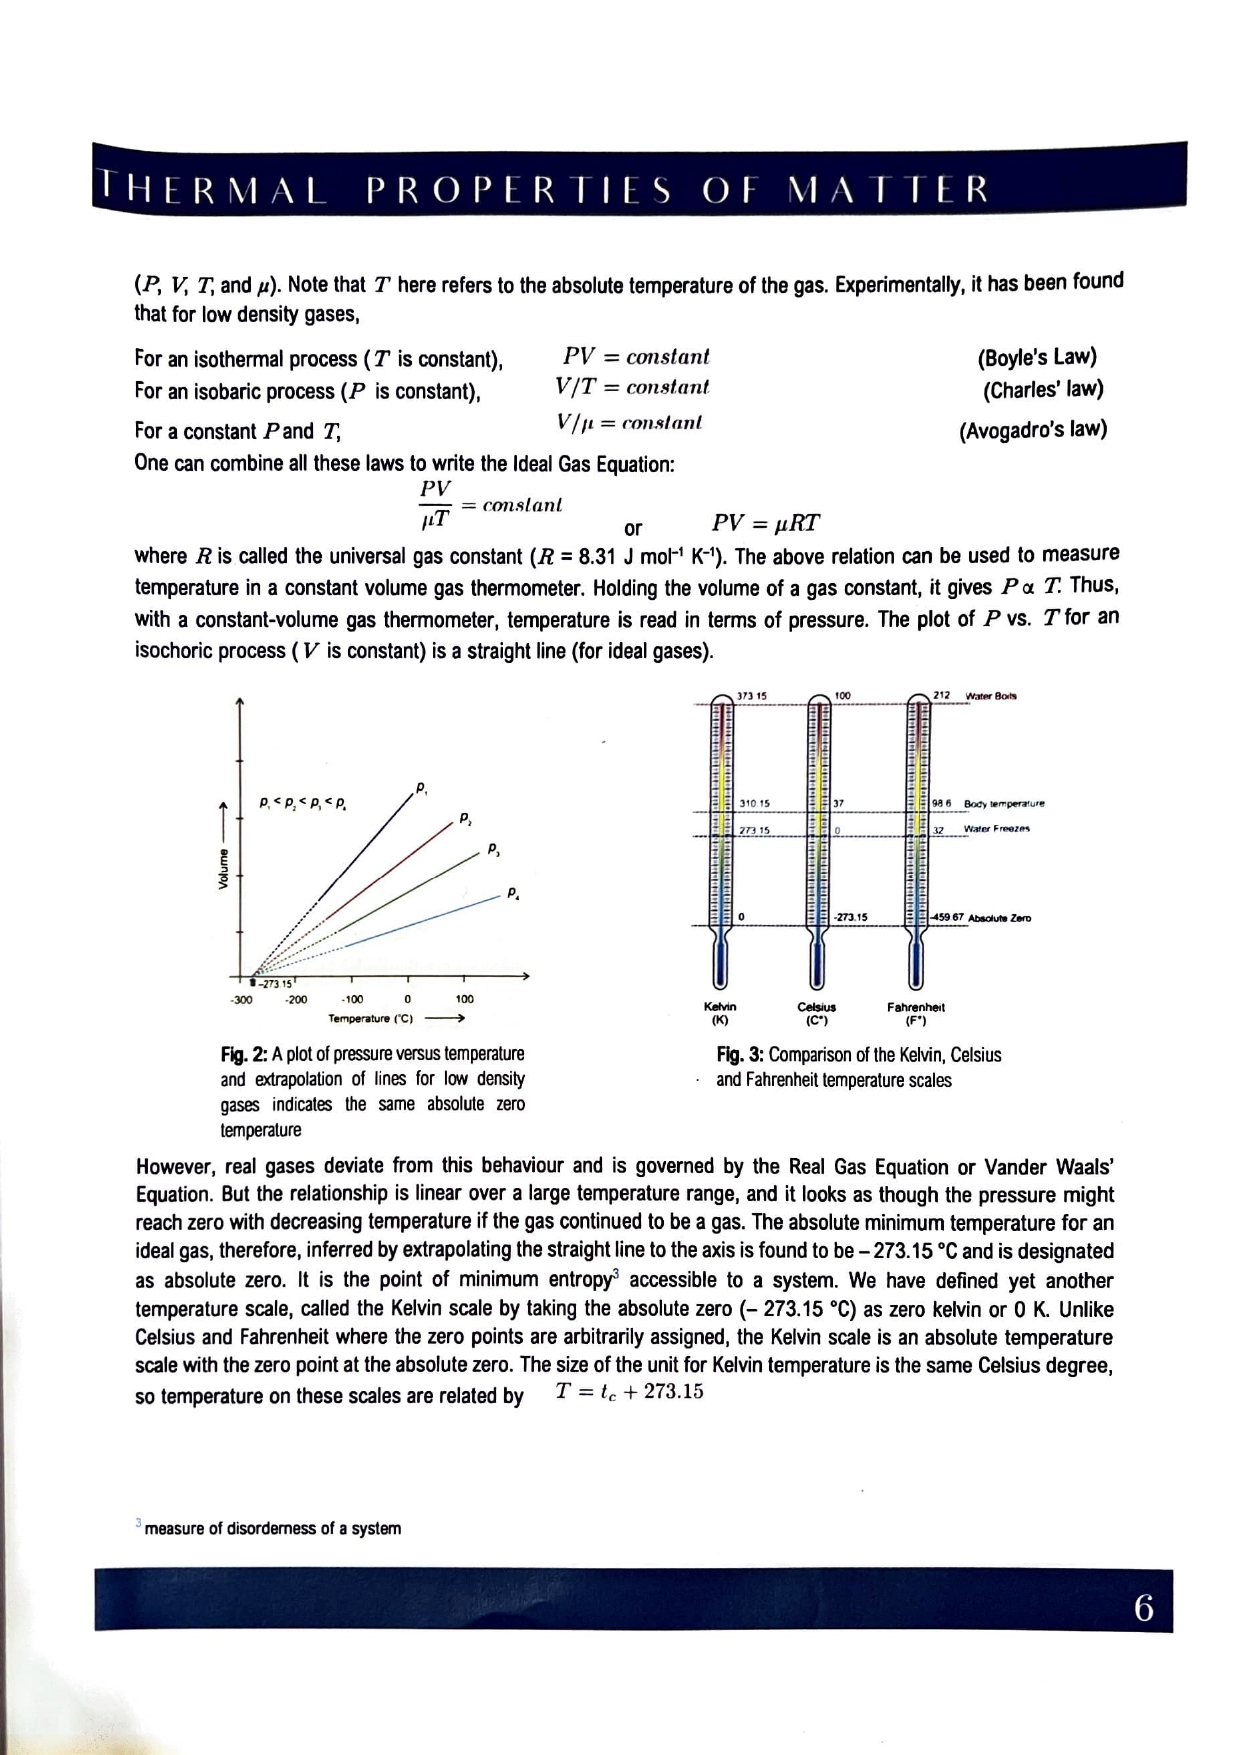 THERMAL PROPERTIES OF MATTER
(P, V, T, and μ). Note that T here refers to the absolute temperature of the gas. Experimentally, it has been found
that for low density gases,
For an isothermal process (T is constant), PV = constant (Boyle's Law)
For an isobaric process (P is constant), V/T = constant (Charles' law)
For a constant P and T, V/μ = constant (Avogadro's law)
One can combine all these laws to write the Ideal Gas Equation:
PV/μT = constant or PV = μRT
where R is called the universal gas constant (R = 8.31 J mol⁻¹ K⁻¹). The above relation can be used to measure
temperature in a constant volume gas thermometer. Holding the volume of a gas constant, it gives P α T. Thus,
with a constant-volume gas thermometer, temperature is read in terms of pressure. The plot of P vs. T for an
isochoric process (V is constant) is a straight line (for ideal gases).
P₁
P₂
P₃
P₄
Volume
-273.15
-300 -200 -100 0 100
Temperature (°C)
373.15 100 212 Water Boils
310.15 37 98.6 Body temperature
273.15 0 32 Water Freezes
0 -273.15 -459.67 Absolute Zero
Kelvin Celsius Fahrenheit
(K) (C°) (F°)
Fig. 2: A plot of pressure versus temperature
and extrapolation of lines for low density
gases indicates the same absolute zero
temperature
Fig. 3: Comparison of the Kelvin, Celsius
and Fahrenheit temperature scales
However, real gases deviate from this behaviour and is governed by the Real Gas Equation or Vander Waals'
Equation. But the relationship is linear over a large temperature range, and it looks as though the pressure might
reach zero with decreasing temperature if the gas continued to be a gas. The absolute minimum temperature for an
ideal gas, therefore, inferred by extrapolating the straight line to the axis is found to be – 273.15 °C and is designated
as absolute zero. It is the point of minimum entropy³ accessible to a system. We have defined yet another
temperature scale, called the Kelvin scale by taking the absolute zero (– 273.15 °C) as zero kelvin or 0 K. Unlike
Celsius and Fahrenheit where the zero points are arbitrarily assigned, the Kelvin scale is an absolute temperature
scale with the zero point at the absolute zero. The size of the unit for Kelvin temperature is the same Celsius degree,
so temperature on these scales are related by T = t_c + 273.15
³ measure of disorderness of a system
6